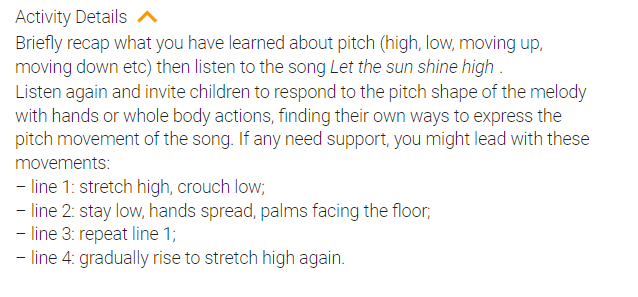 Activity Details
Briefly recap what you have learned about pitch (high, low, moving up,
moving down etc) then listen to the song Let the sun shine high .
Listen again and invite children to respond to the pitch shape of the melody
with hands or whole body actions, finding their own ways to express the
pitch movement of the song. If any need support, you might lead with these
movements:
– line 1: stretch high, crouch low;
– line 2: stay low, hands spread, palms facing the floor;
– line 3: repeat line 1;
– line 4: gradually rise to stretch high again.